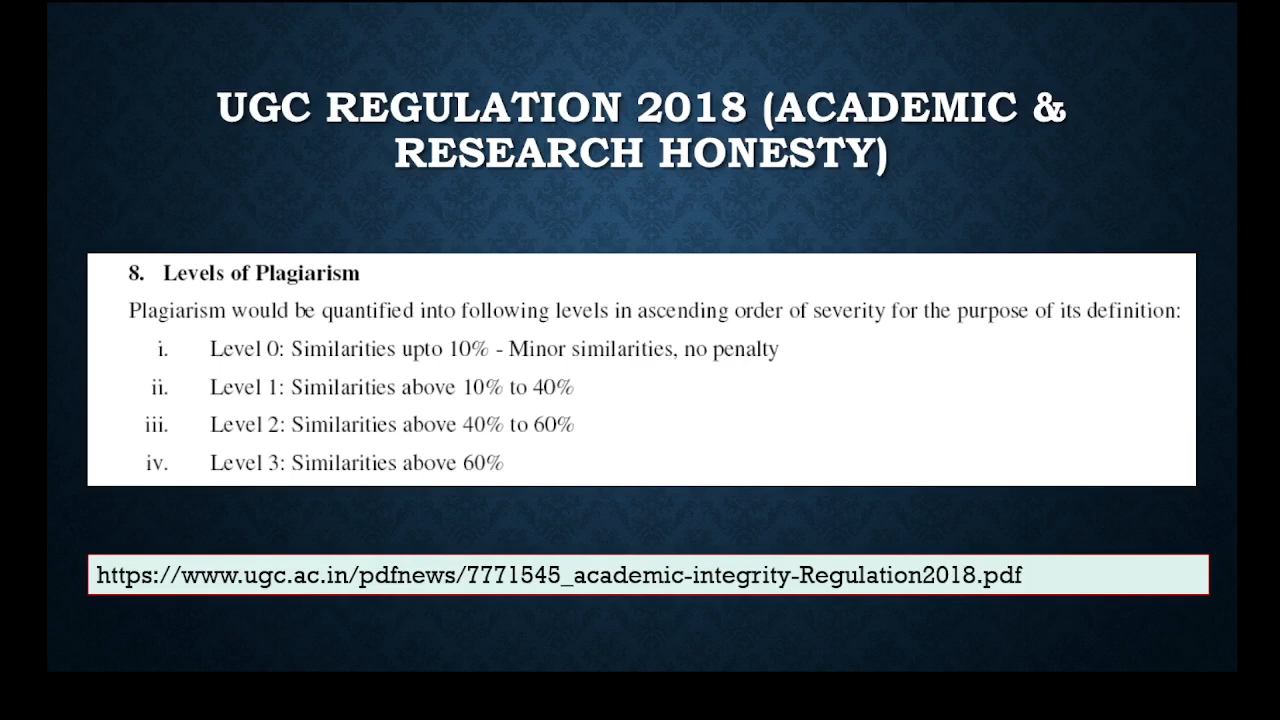 UGC REGULATION 2018 (ACADEMIC &
RESEARCH HONESTY)
8. Levels of Plagiarism
Plagiarism would be quantified into following levels in ascending order of severity for the purpose of its definition:
i. Level 0: Similarities upto 10% - Minor similarities, no penalty
ii. Level 1: Similarities above 10% to 40%
iii. Level 2: Similarities above 40% to 60%
iv. Level 3: Similarities above 60%
https://www.ugc.ac.in/pdfnews/7771545_academic-integrity-Regulation2018.pdf